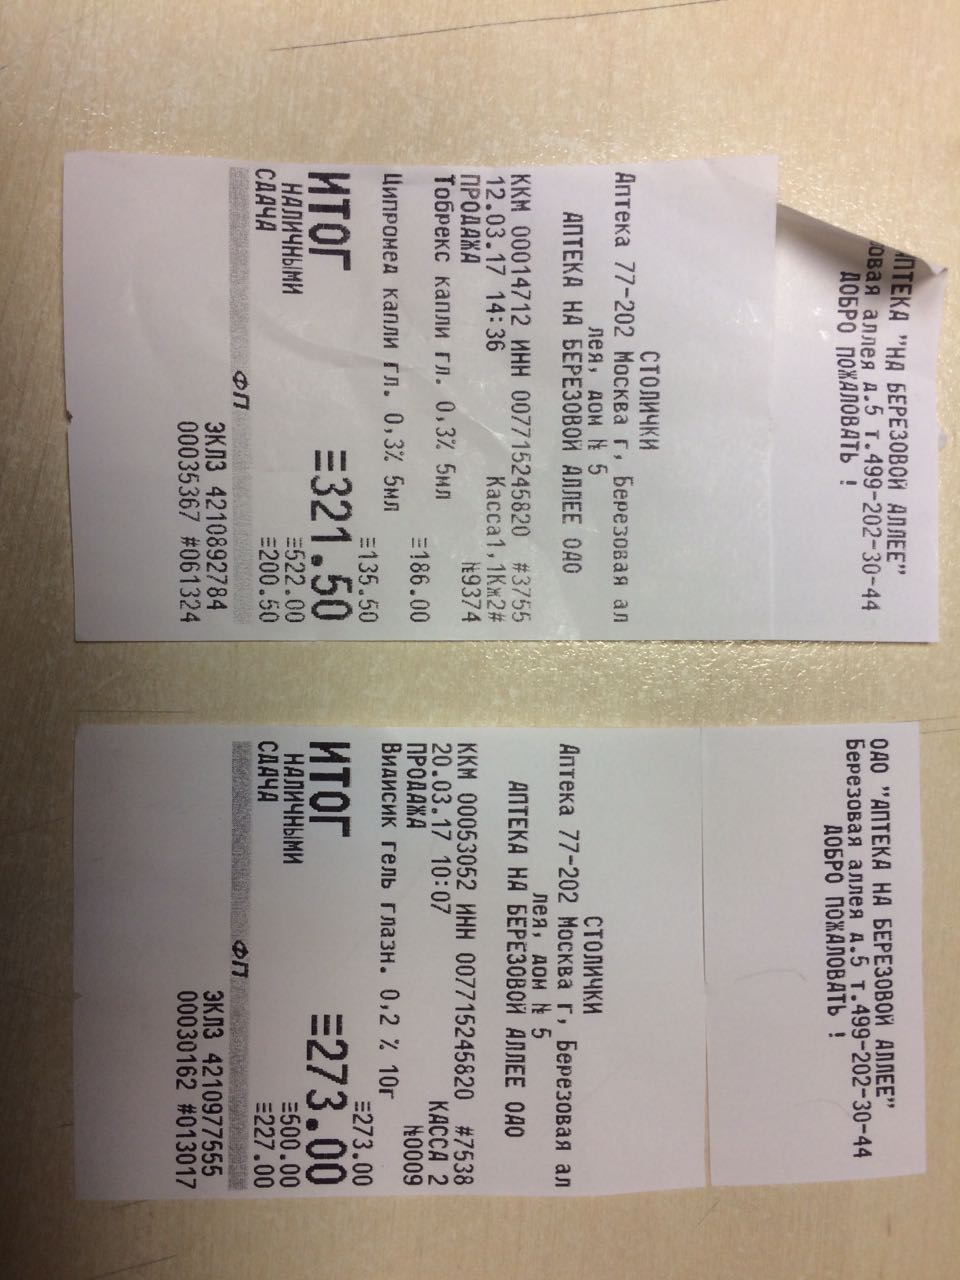 АПТЕКА "НА БЕРЕЗОВОЙ АЛЛЕЕ"
зовая аллея д.5 т.499-202-30-44
ДОБРО ПОЖАЛОВАТЬ !
СТОЛИЧКИ
Аптека 77-202 Москва г, Березовая ал
лея, дом № 5
АПТЕКА НА БЕРЕЗОВОЙ АЛЛЕЕ ОАО
ККМ 00014712 ИНН 007715245820 #3755
12.03.17 14:36 Касса1,1Кж2#
ПРОДАЖА №9374
Тобрекс капли гл. 0,3% 5мл
≡186.00
Ципромед капли гл. 0,3% 5мл
≡135.50
ИТОГ ≡321.50
НАЛИЧНЫМИ ≡522.00
СДАЧА ≡200.50
ФП
ЭКЛЗ 4210892784
00035367 #061324
ОАО "АПТЕКА НА БЕРЕЗОВОЙ АЛЛЕЕ"
Березовая аллея д.5 т.499-202-30-44
ДОБРО ПОЖАЛОВАТЬ !
СТОЛИЧКИ
Аптека 77-202 Москва г, Березовая ал
лея, дом № 5
АПТЕКА НА БЕРЕЗОВОЙ АЛЛЕЕ ОАО
ККМ 00053052 ИНН 007715245820 #7538
20.03.17 10:07 КАССА 2
ПРОДАЖА №0009
Видисик гель глазн. 0,2 % 10г
≡273.00
ИТОГ ≡273.00
НАЛИЧНЫМИ ≡500.00
СДАЧА ≡227.00
ФП
ЭКЛЗ 4210977555
00030162 #013017